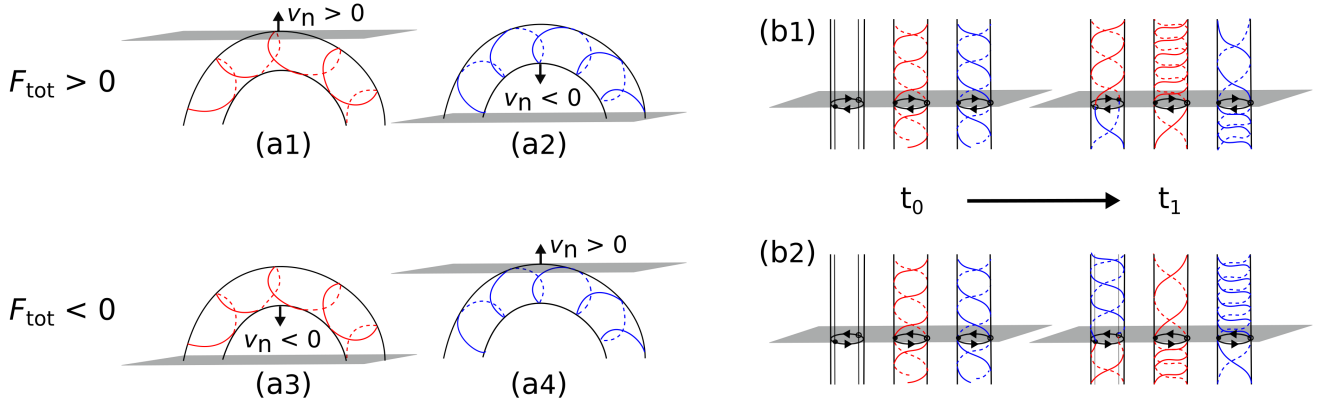 F_tot > 0
v_n > 0
(a1)
v_n < 0
(a2)
(b1)
t_0
t_1
F_tot < 0
v_n < 0
(a3)
v_n > 0
(a4)
(b2)